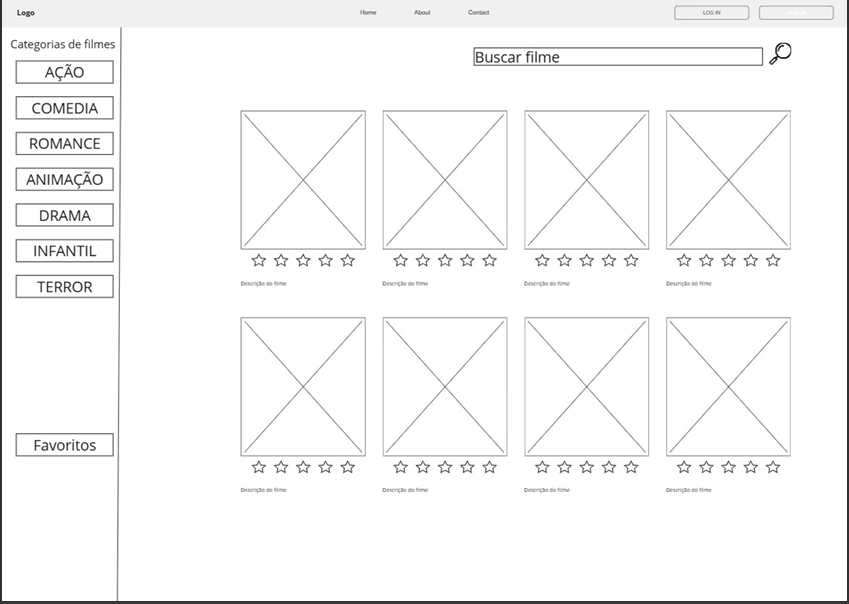 Logo
Home
About
Contact
LOG IN
Categorias de filmes
AÇÃO
COMEDIA
ROMANCE
ANIMAÇÃO
DRAMA
INFANTIL
TERROR
Favoritos
Buscar filme
Descrição do filme
Descrição do filme
Descrição do filme
Descrição do filme
Descrição do filme
Descrição do filme
Descrição do filme
Descrição do filme